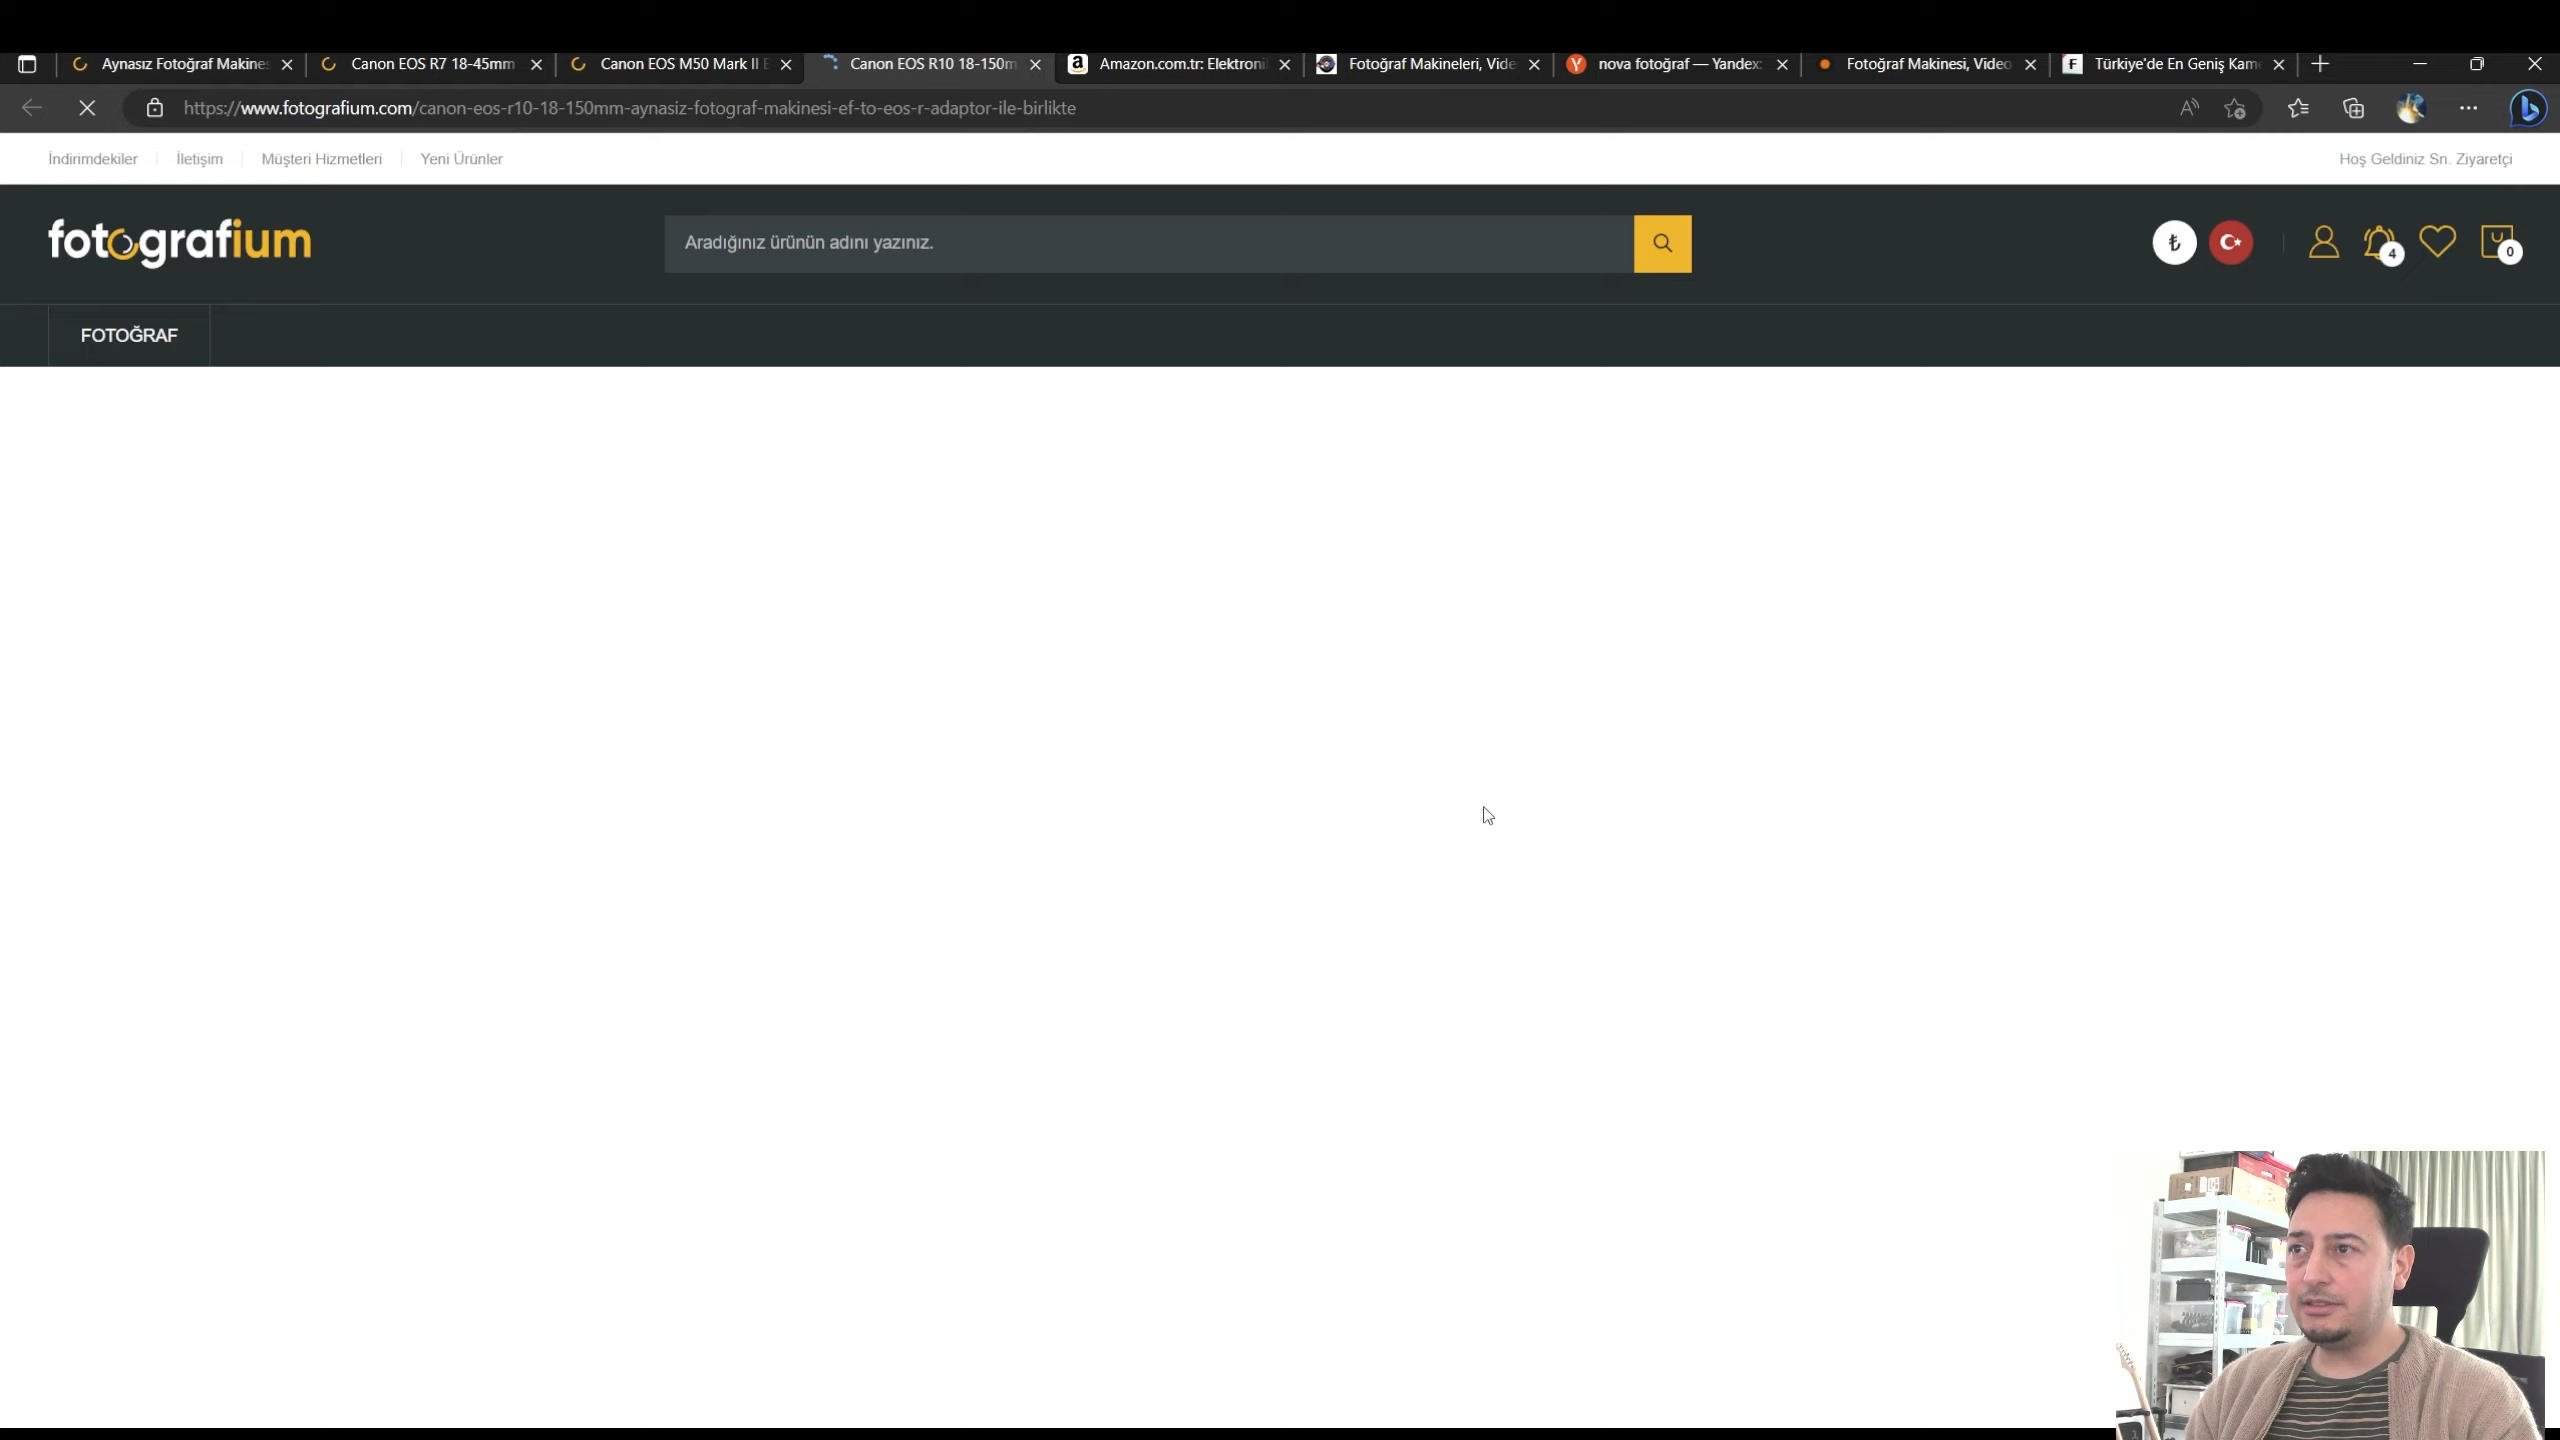 Aynasız Fotoğraf Makines
Canon EOS R7 18-45mm
Canon EOS M50 Mark II E
Canon EOS R10 18-150m
Amazon.com.tr: Elektroni
Fotoğraf Makineleri, Vide
nova fotoğraf — Yandex:
Fotoğraf Makinesi, Video
Türkiye'de En Geniş Kame
https://www.fotografium.com/canon-eos-r10-18-150mm-aynasiz-fotograf-makinesi-ef-to-eos-r-adaptor-ile-birlikte
İndirimdekiler
İletişim
Müşteri Hizmetleri
Yeni Ürünler
Hoş Geldiniz Sn. Ziyaretçi
fotografium
Aradığınız ürünün adını yazınız.
₺
4
0
FOTOĞRAF